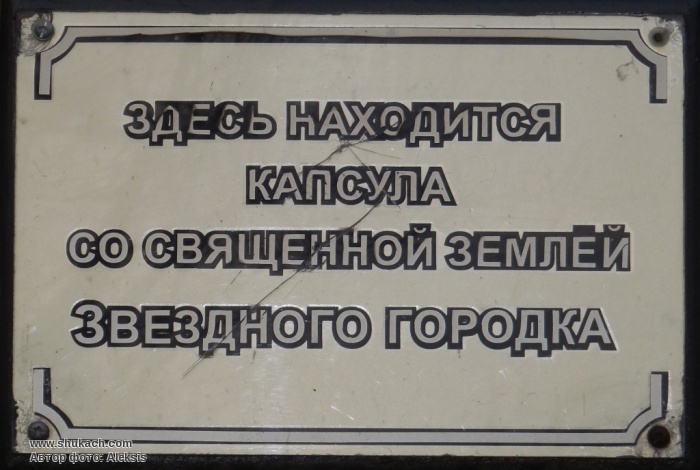 ЗДЕСЬ НАХОДИТСЯ
КАПСУЛА
СО СВЯЩЕННОЙ ЗЕМЛЁЙ
ЗВЕЗДНОГО ГОРОДКА
www.shukach.com
Автор фото: Aleksis